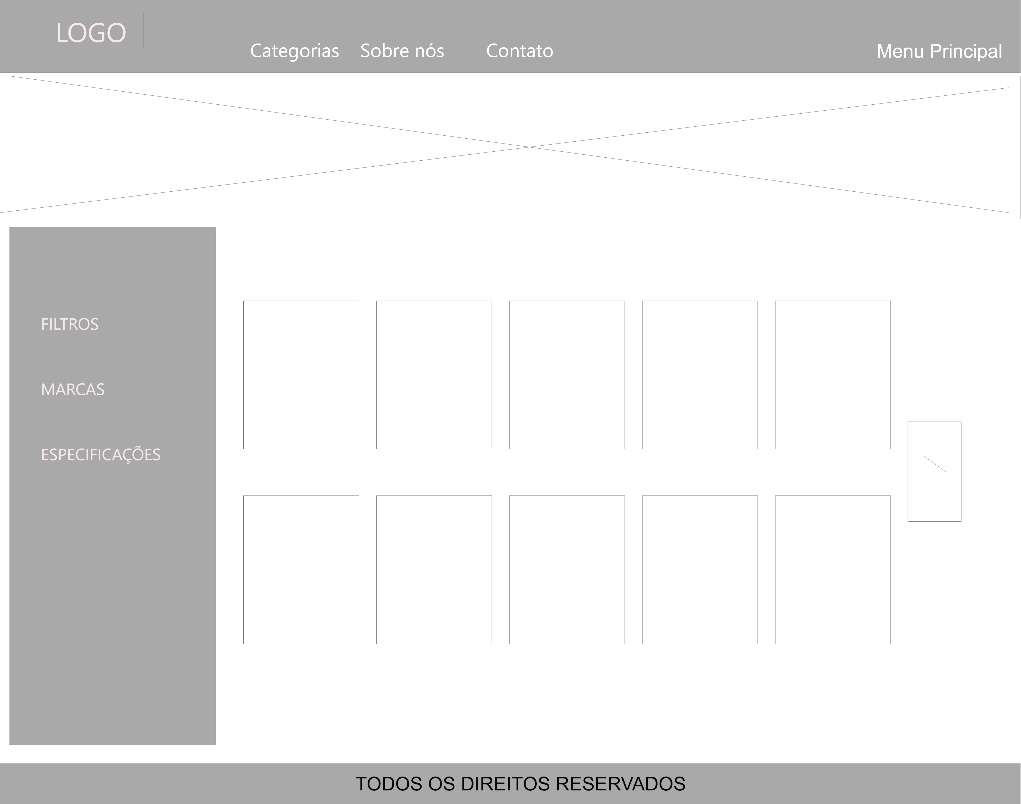 LOGO
Categorias Sobre nós Contato Menu Principal
FILTROS
MARCAS
ESPECIFICAÇÕES
TODOS OS DIREITOS RESERVADOS